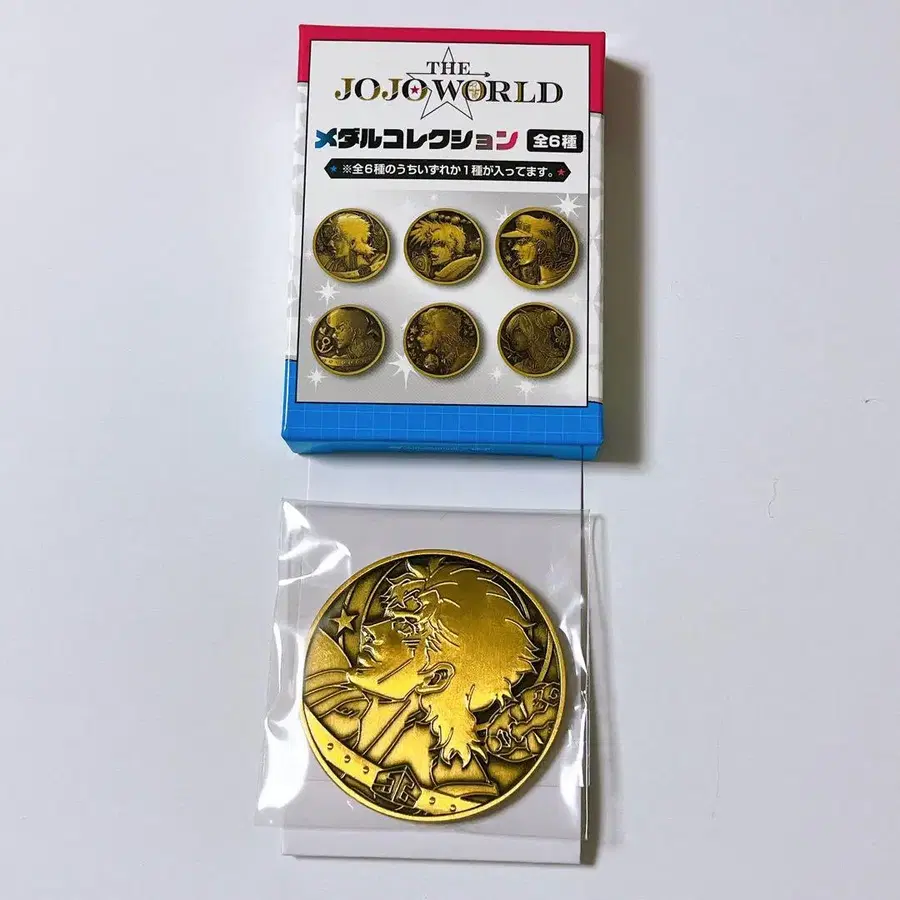 THE
JOJO WORLD
メダルコレクション 全6種
※全6種のうちいずれか1種が入ってます。